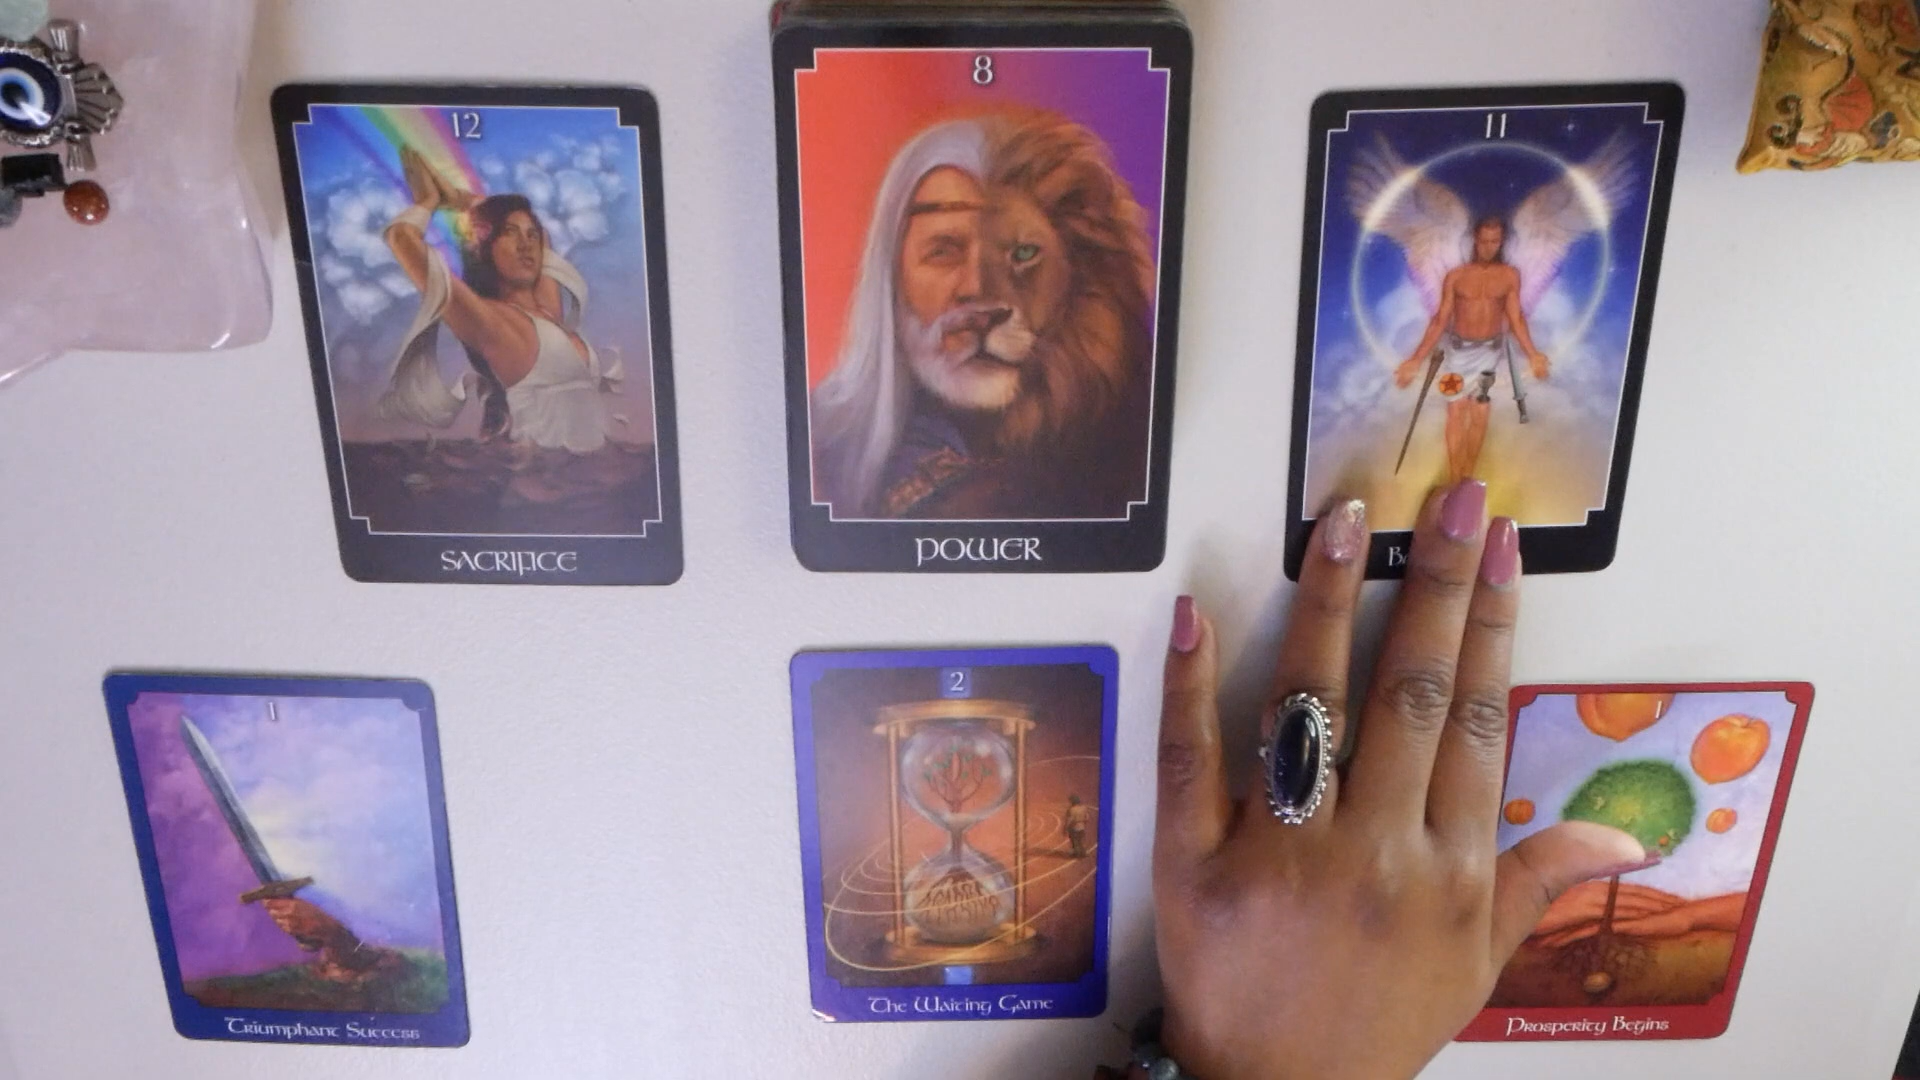 12
SACRIFICE
8
POWER
11
1
Triumphant Success
2
The Waiting Game
Prosperity Begins